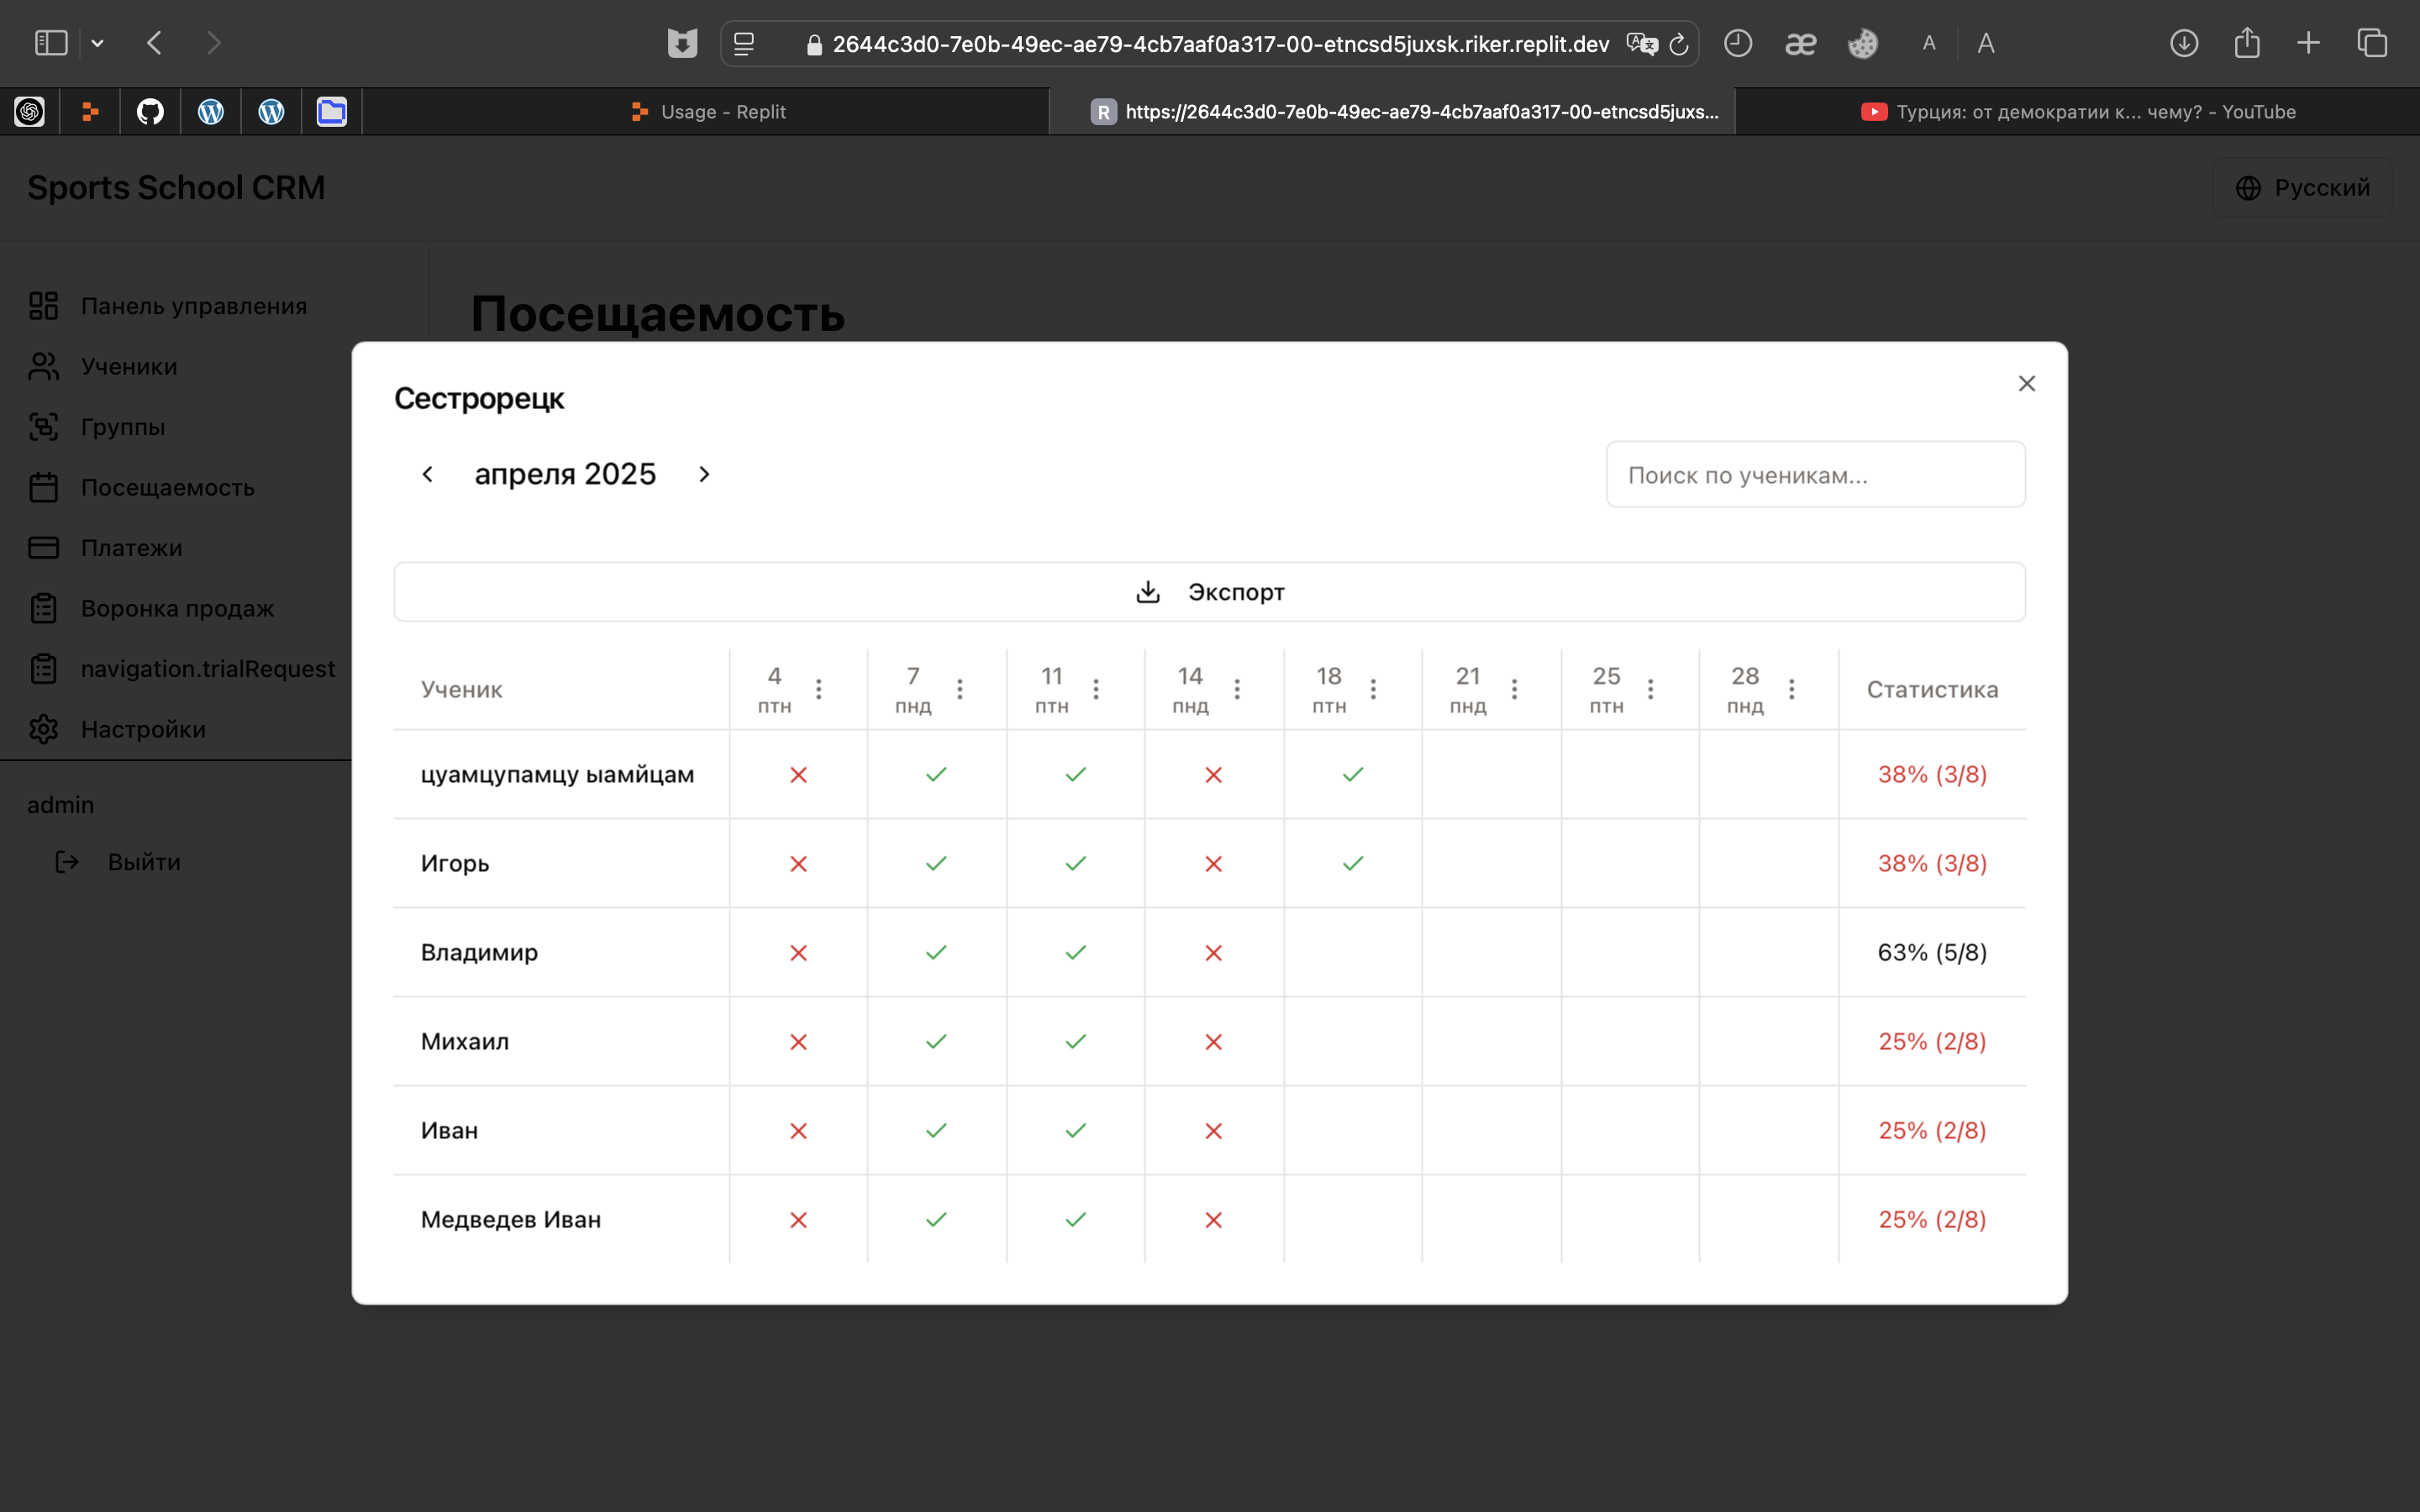 2644c3d0-7e0b-49ec-ae79-4cb7aaf0a317-00-etncsd5juxsk.riker.replit.dev
A A
Usage - Replit
R https://2644c3d0-7e0b-49ec-ae79-4cb7aaf0a317-00-etncsd5juxs...
Турция: от демократии к... чему? - YouTube
Sports School CRM
Русский
Панель управления
Ученики
Группы
Посещаемость
Платежи
Воронка продаж
navigation.trialRequest
Настройки
admin
Выйти
Посещаемость
Сестрорецк
апреля 2025
Поиск по ученикам...
Экспорт
Ученик 4 птн 7 пнд 11 птн 14 пнд 18 птн 21 пнд 25 птн 28 пнд Статистика
цуамцупамцу ыамйцам 38% (3/8)
Игорь 38% (3/8)
Владимир 63% (5/8)
Михаил 25% (2/8)
Иван 25% (2/8)
Медведев Иван 25% (2/8)